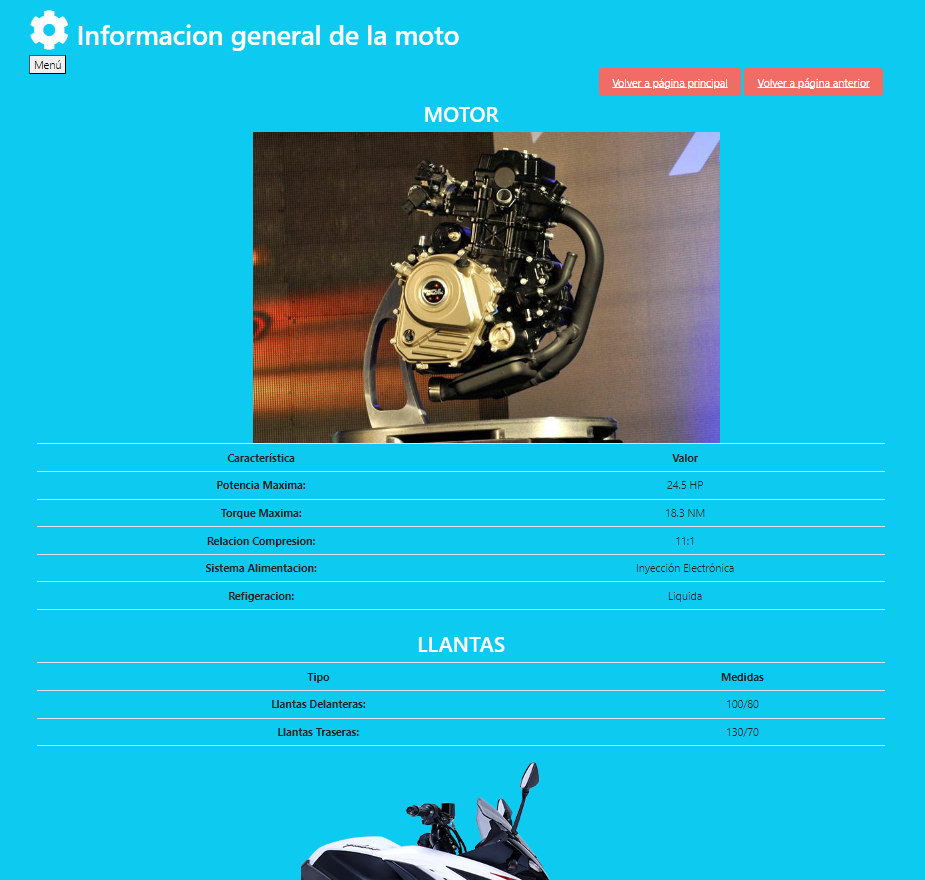 Informacion general de la moto
Menú
Volver a página principal Volver a página anterior
MOTOR
Característica Valor
Potencia Maxima: 24.5 HP
Torque Maxima: 18.3 NM
Relacion Compresion: 11:1
Sistema Alimentacion: Inyección Electrónica
Refigeracion: Líquida
LLANTAS
Tipo Medidas
Llantas Delanteras: 100/80
Llantas Traseras: 130/70